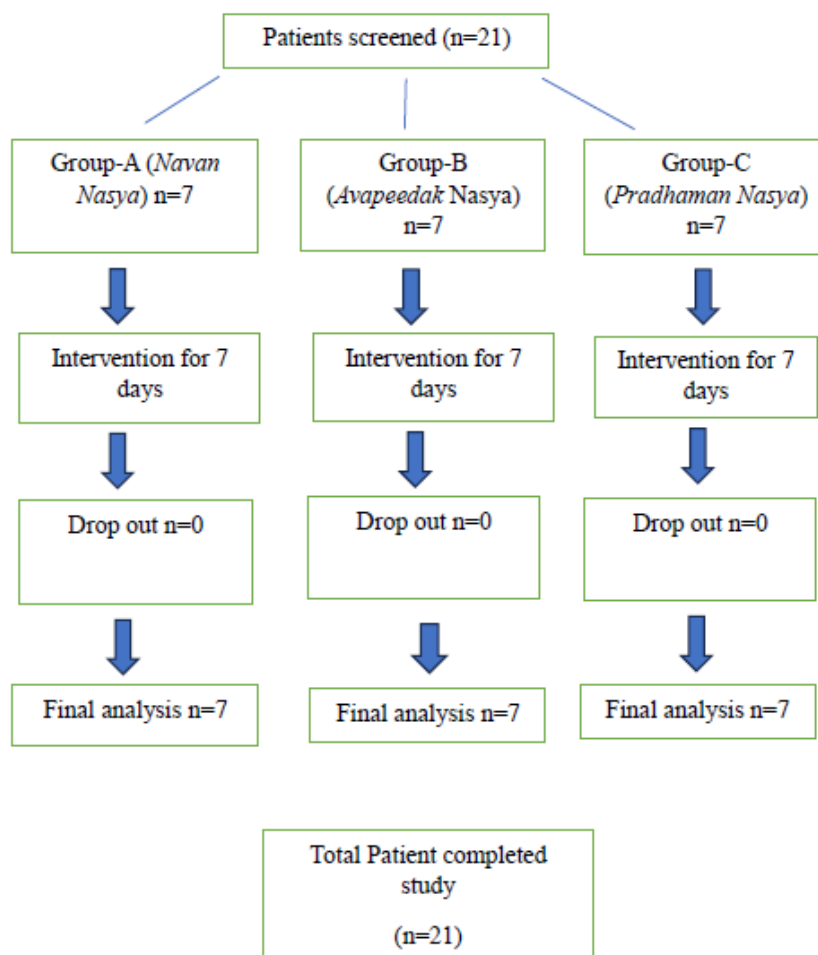 Patients screened (n=21)
Group-A (Navan
Nasya) n=7
Group-B
(Avapeedak Nasya)
n=7
Group-C
(Pradhaman Nasya)
n=7
Intervention for 7
days
Intervention for 7
days
Intervention for 7
days
Drop out n=0
Drop out n=0
Drop out n=0
Final analysis n=7
Final analysis n=7
Final analysis n=7
Total Patient completed
study
(n=21)